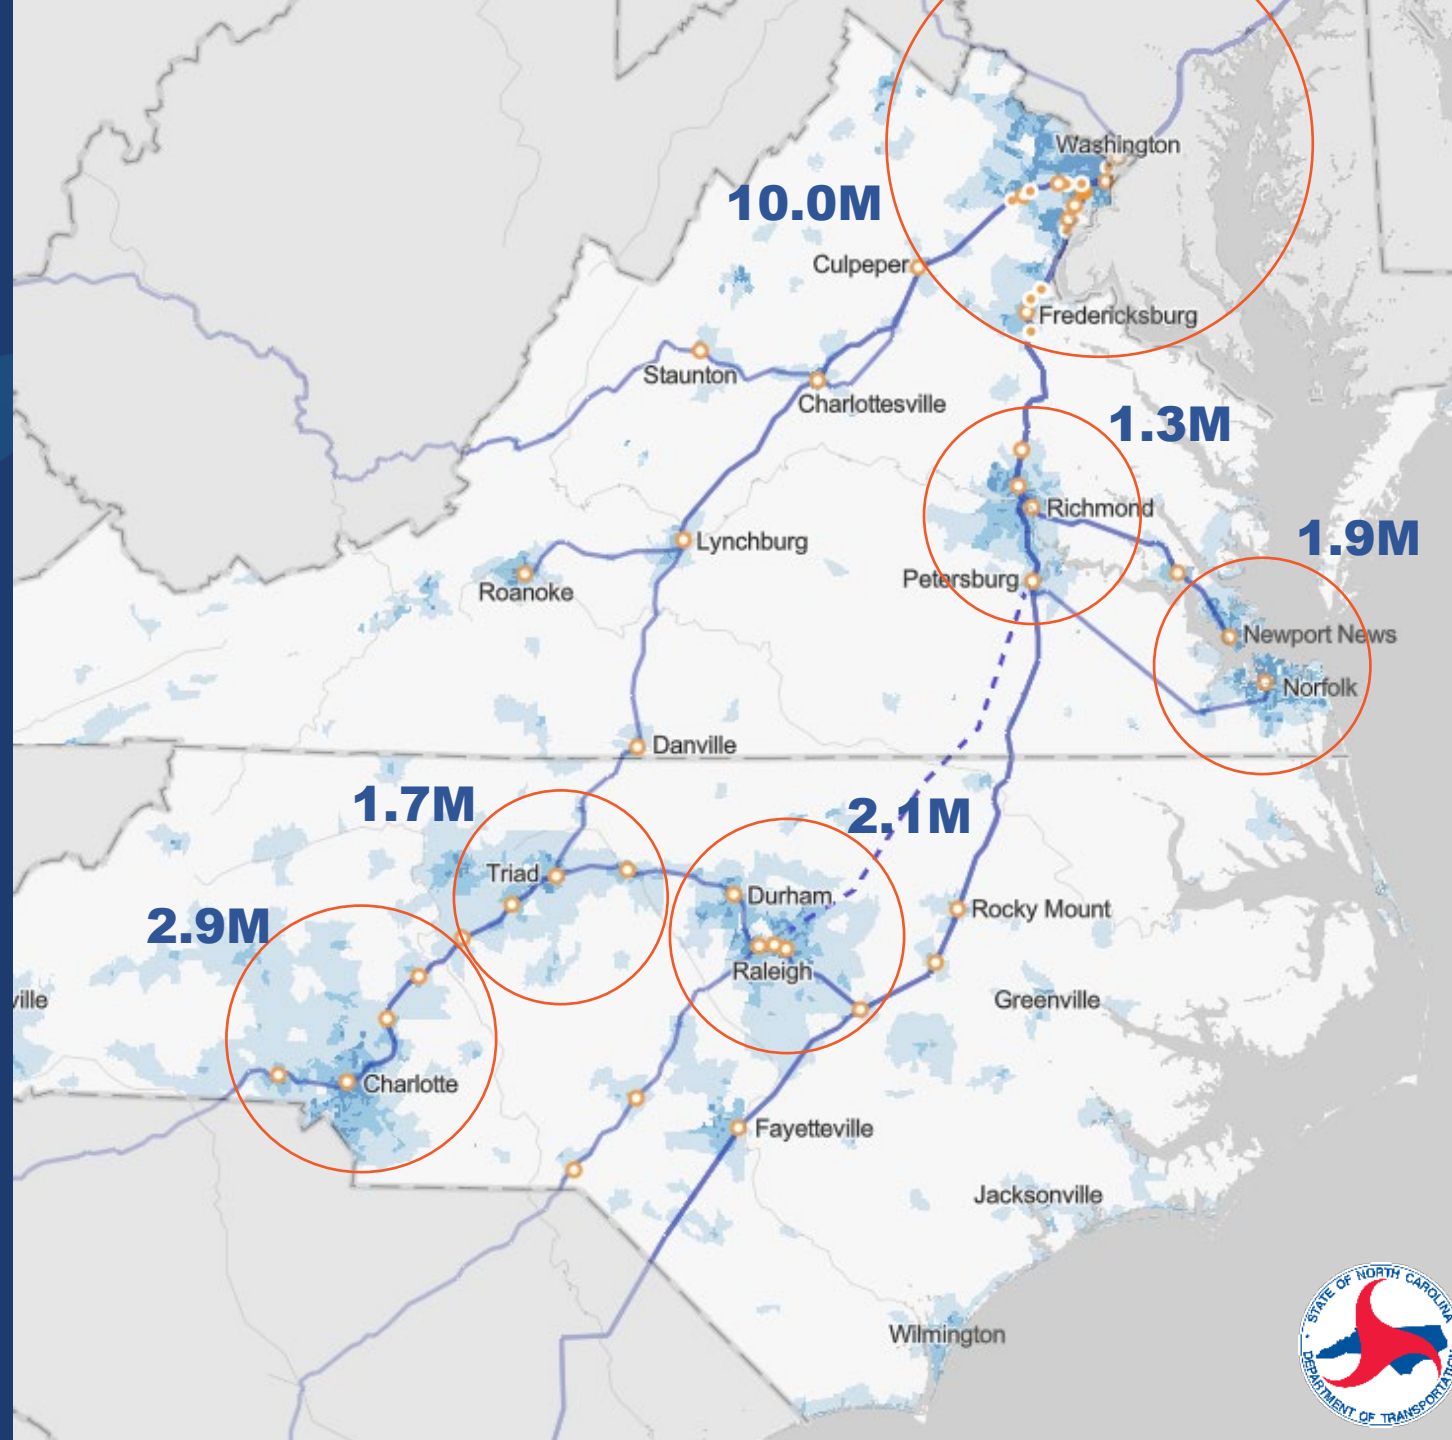 Washington
10.0M
Culpeper
Fredericksburg
Staunton
Charlottesville
1.3M
Richmond
1.9M
Lynchburg
Petersburg
Roanoke
Newport News
Norfolk
Danville
1.7M
2.1M
Triad
Durham
Rocky Mount
2.9M
Raleigh
ville
Greenville
Charlotte
Fayetteville
Jacksonville
Wilmington
STATE OF NORTH CAROLINA
DEPARTMENT OF TRANSPORTATION